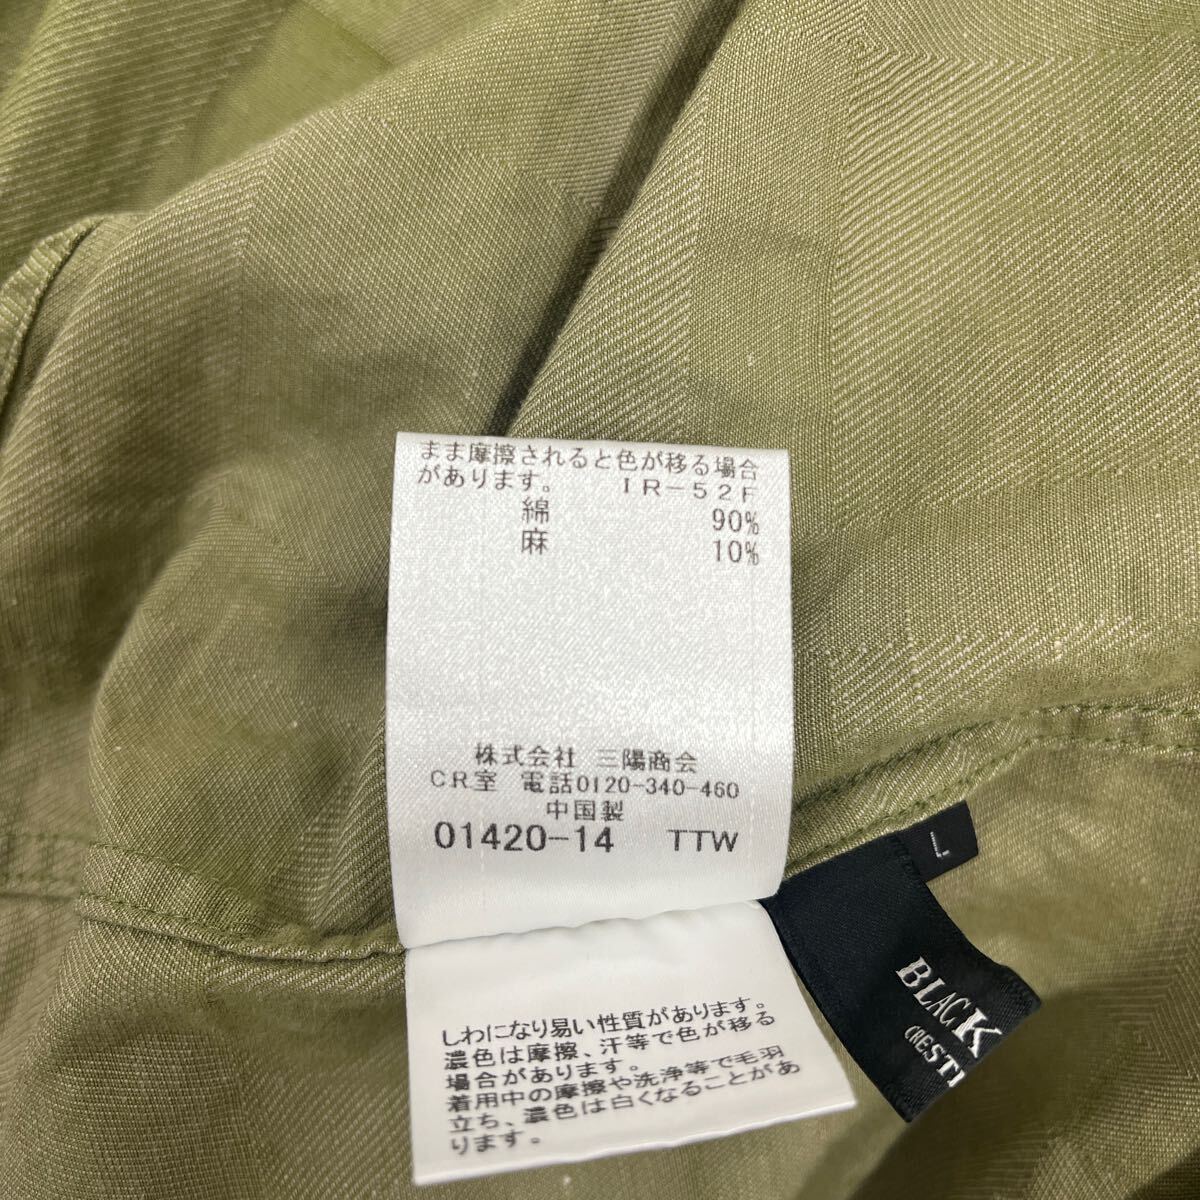 まま摩擦されると色が移る場合
があります。 IR-52F
綿 90%
麻 10%
株式会社 三陽商会
CR室 電話0120-340-460
中国製
01420-14 TTW
L
BLACK
CREST
しわになり易い性質があります。
濃色は摩擦、汗等で色が移る
場合があります。
着用中の摩擦や洗浄等で毛羽
立ち、濃色は白くなることがあ
ります。